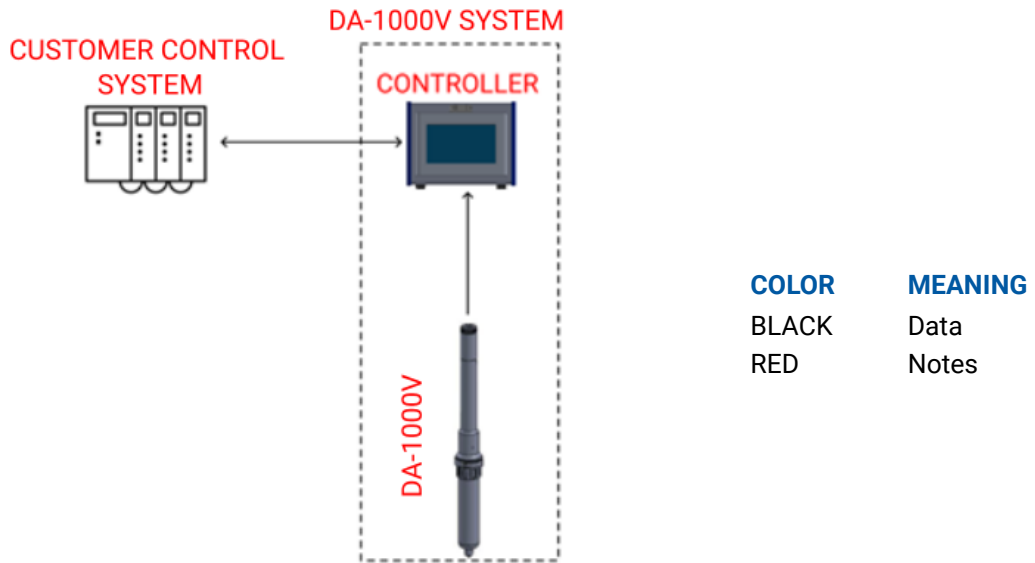 DA-1000V SYSTEM
CUSTOMER CONTROL
SYSTEM
CONTROLLER
DA-1000V
COLOR MEANING
BLACK Data
RED Notes